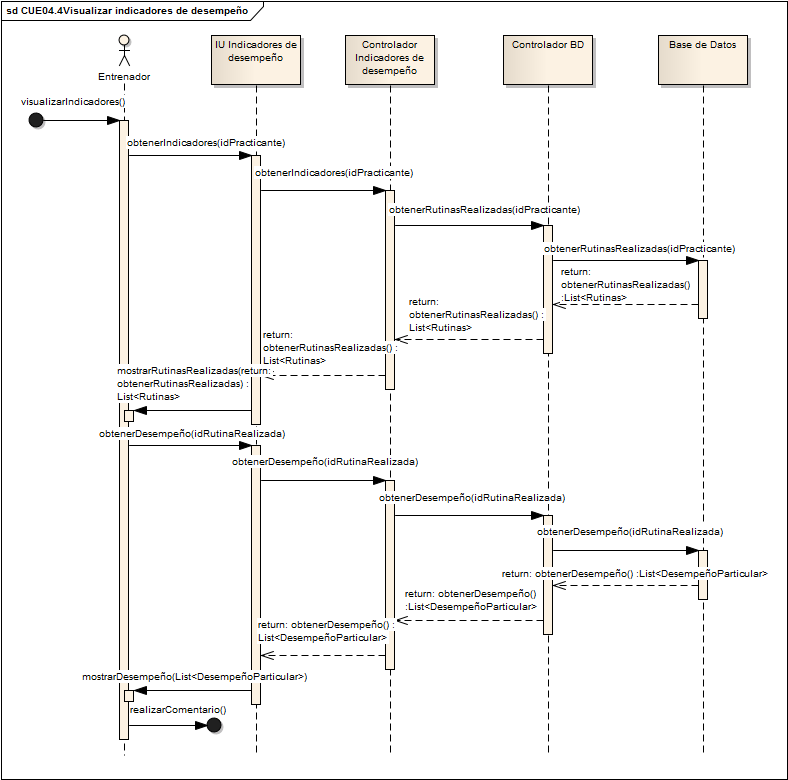 sd CUE04.4Visualizar indicadores de desempeño
Entrenador
IU Indicadores de
desempeño
Controlador
Indicadores de
desempeño
Controlador BD
Base de Datos
visualizarIndicadores()
obtenerIndicadores(idPracticante)
obtenerIndicadores(idPracticante)
obtenerRutinasRealizadas(idPracticante)
obtenerRutinasRealizadas(idPracticante)
return:
obtenerRutinasRealizadas()
:List<Rutinas>
return:
obtenerRutinasRealizadas() :
List<Rutinas>
return:
obtenerRutinasRealizadas() :
List<Rutinas>
mostrarRutinasRealizadas(return:
obtenerRutinasRealizadas) :
List<Rutinas>
obtenerDesempeño(idRutinaRealizada)
obtenerDesempeño(idRutinaRealizada)
obtenerDesempeño(idRutinaRealizada)
obtenerDesempeño(idRutinaRealizada)
return: obtenerDesempeño() :List<DesempeñoParticular>
return: obtenerDesempeño()
:List<DesempeñoParticular>
return: obtenerDesempeño() :
List<DesempeñoParticular>
mostrarDesempeño(List<DesempeñoParticular>)
realizarComentario()